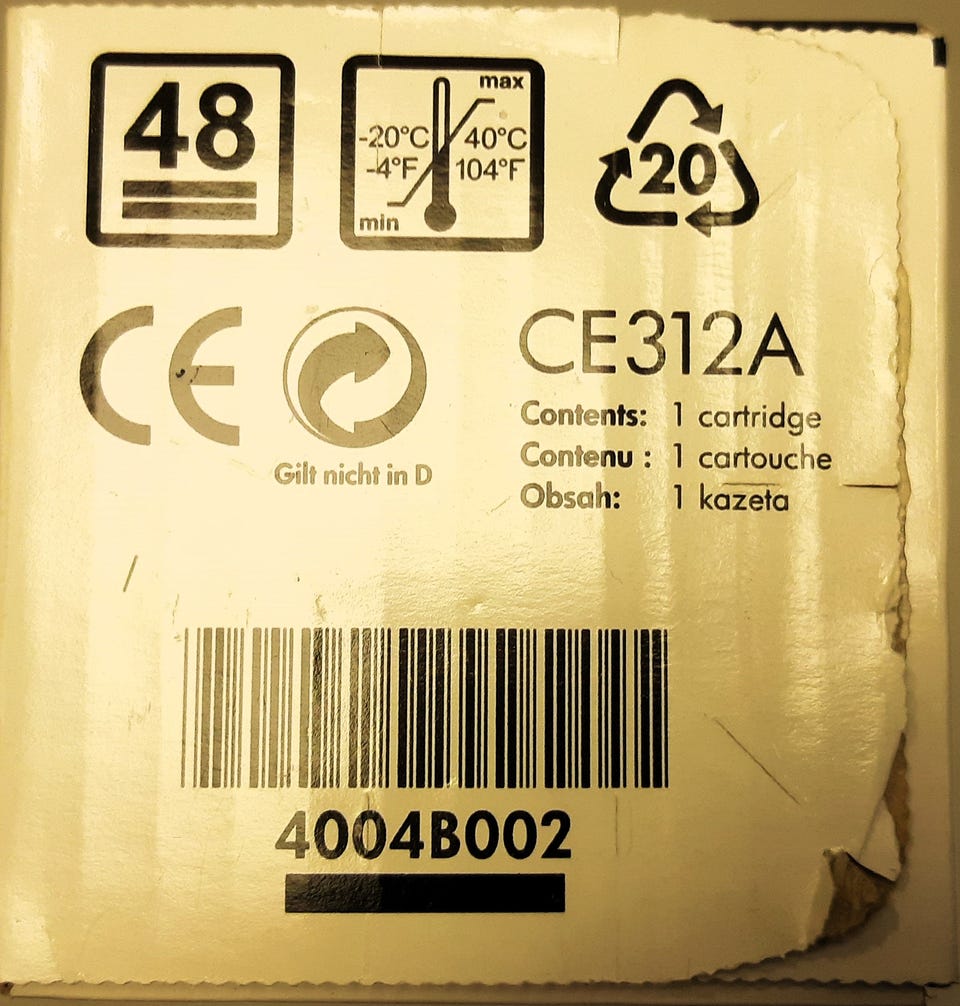 48
max
-20°C 40°C
-4°F 104°F
min
20
CE
Gilt nicht in D
CE312A
Contents: 1 cartridge
Contenu : 1 cartouche
Obsah: 1 kazeta
4004B002